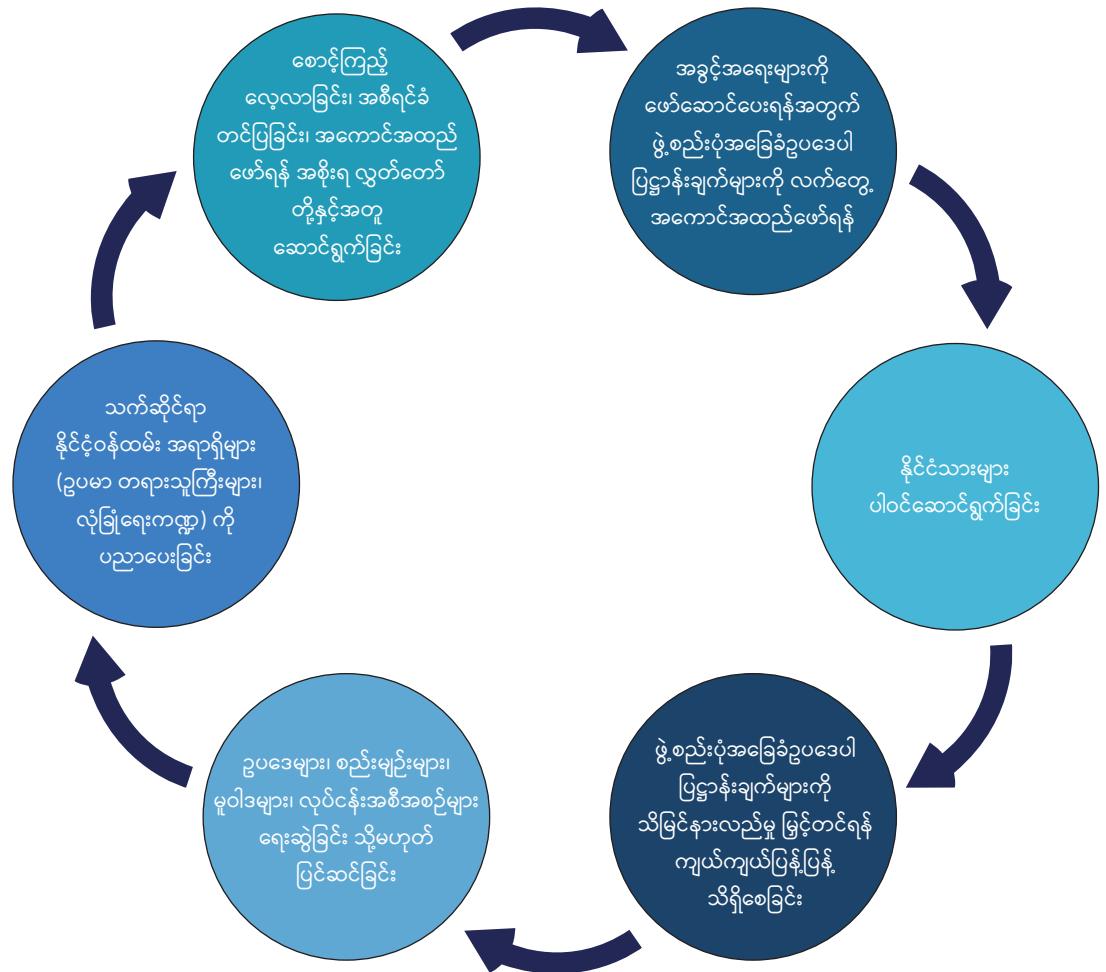 စောင့်ကြည့်
လေ့လာခြင်း၊ အစီရင်ခံ
တင်ပြခြင်း၊ အကောင်အထည်
ဖော်ရန် အစိုးရ လွှတ်တော်
တို့နှင့်အတူ
ဆောင်ရွက်ခြင်း
အခွင့်အရေးများကို
ဖော်ဆောင်ပေးရန်အတွက်
ဖွဲ့စည်းပုံအခြေခံဥပဒေပါ
ပြဋ္ဌာန်းချက်များကို လက်တွေ့
အကောင်အထည်ဖော်ရန်
နိုင်ငံသားများ
ပါဝင်ဆောင်ရွက်ခြင်း
ဖွဲ့စည်းပုံအခြေခံဥပဒေပါ
ပြဋ္ဌာန်းချက်များကို
သိမြင်နားလည်မှု မြှင့်တင်ရန်
ကျယ်ကျယ်ပြန့်ပြန့်
သိရှိစေခြင်း
ဥပဒေများ၊ စည်းမျဉ်းများ၊
မူဝါဒများ၊ လုပ်ငန်းအစီအစဉ်များ
ရေးဆွဲခြင်း သို့မဟုတ်
ပြင်ဆင်ခြင်း
သက်ဆိုင်ရာ
နိုင်ငံ့ဝန်ထမ်း အရာရှိများ
(ဥပမာ တရားသူကြီးများ၊
လုံခြုံရေးကဏ္ဍ) ကို
ပညာပေးခြင်း